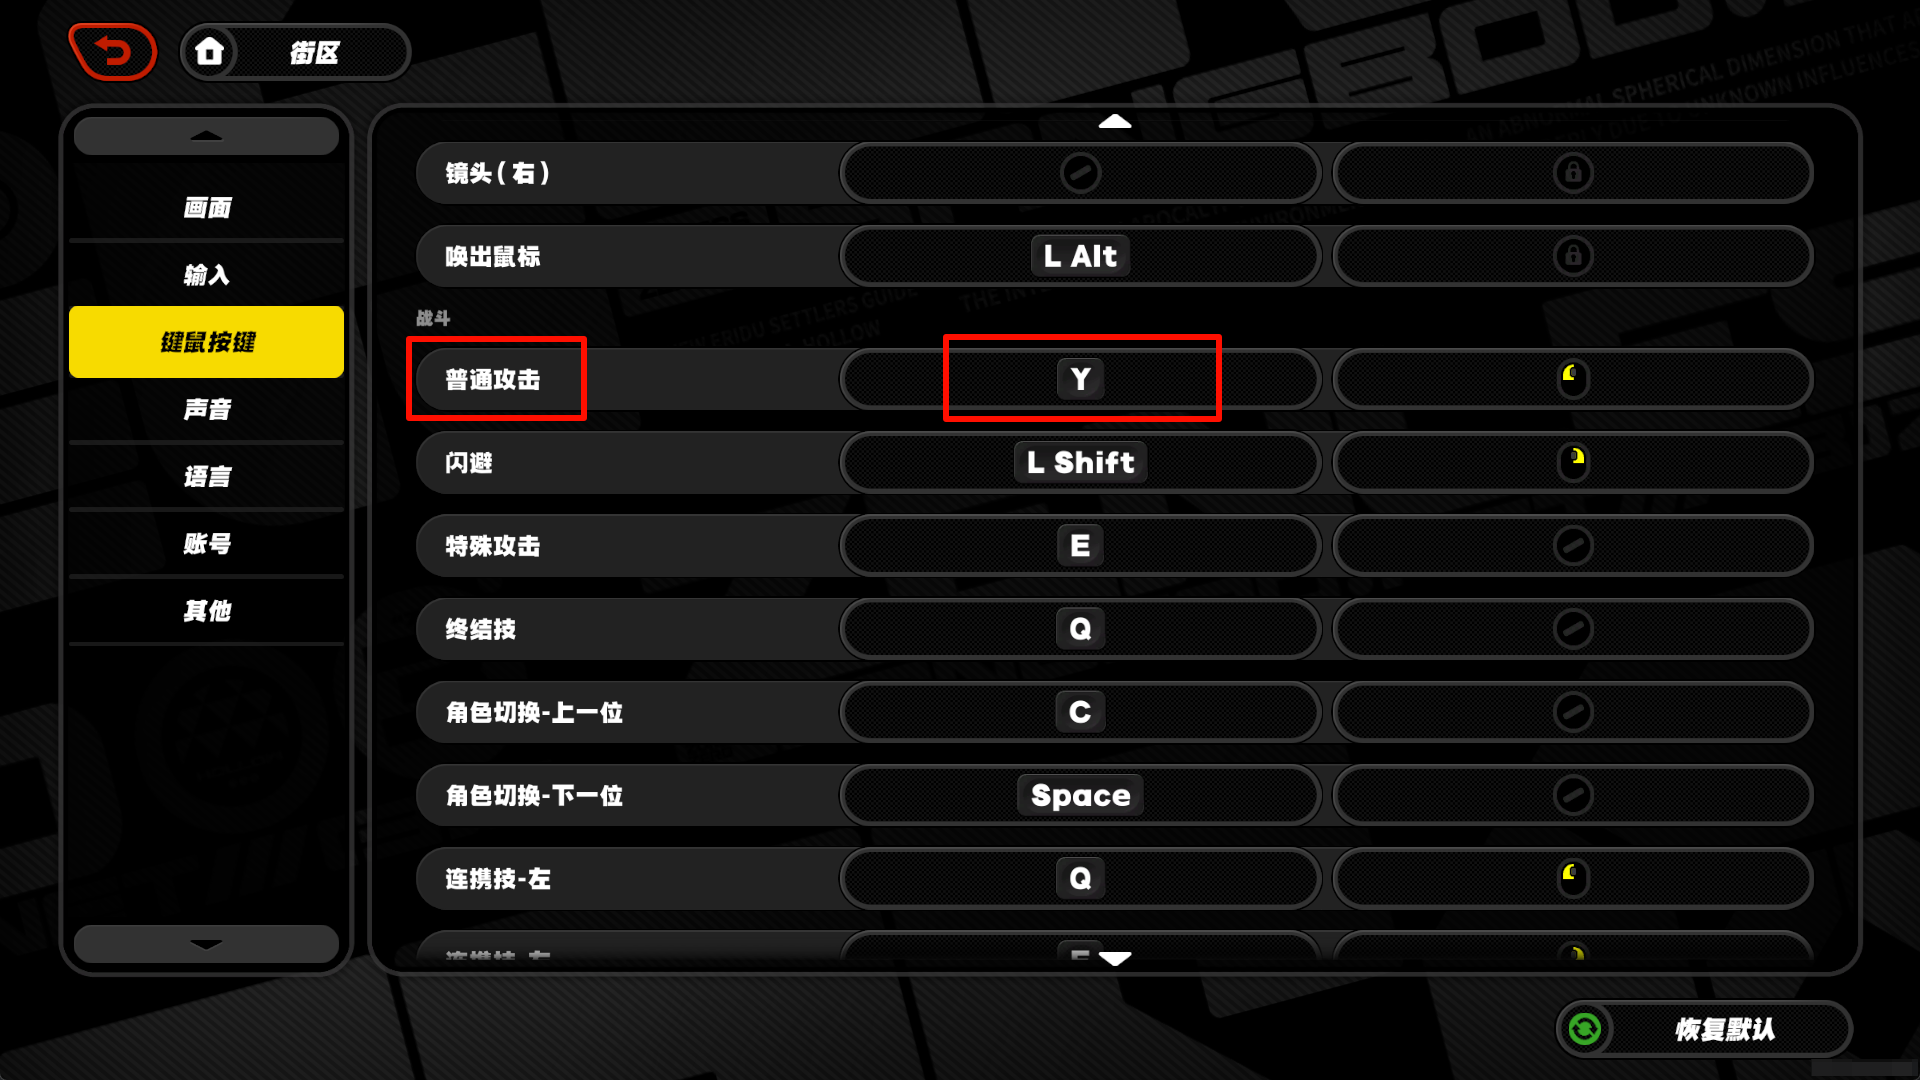 街区
画面
输入
键鼠按键
声音
语言
账号
其他
镜头(右)
唤出鼠标 L Alt
战斗
普通攻击 Y
闪避 L Shift
特殊攻击 E
终结技 Q
角色切换-上一位 C
角色切换-下一位 Space
连携技-左 Q
恢复默认